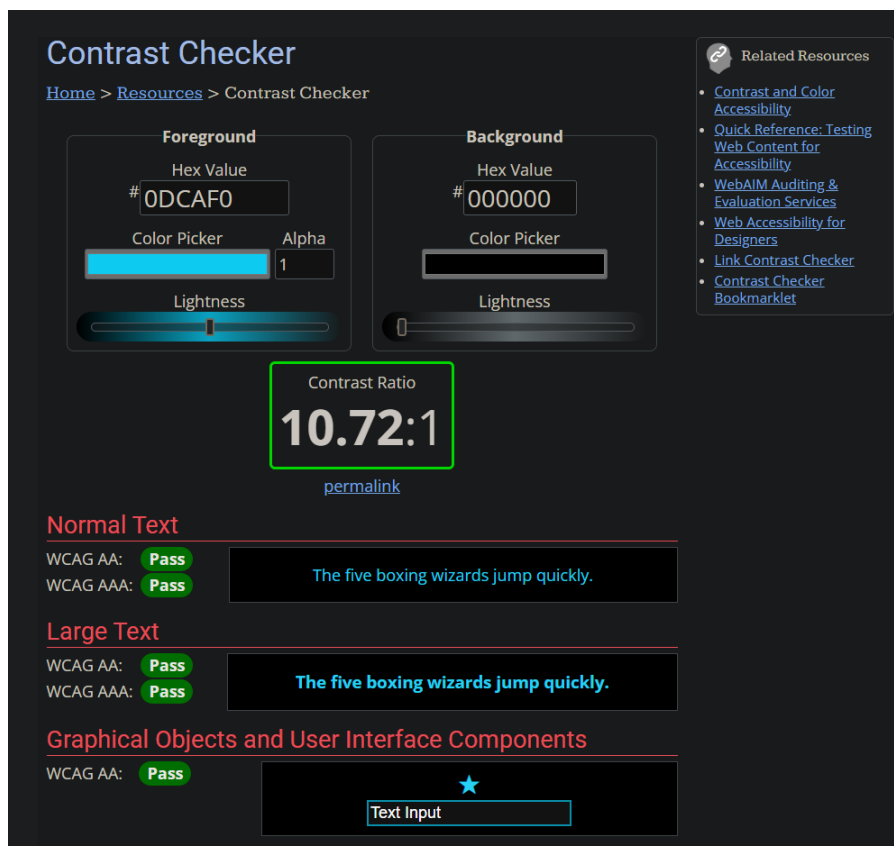 Contrast Checker
Home > Resources > Contrast Checker
Foreground
Hex Value
#0DCAF0
Color Picker
Alpha
1
Lightness
Background
Hex Value
#000000
Color Picker
Lightness
Contrast Ratio
10.72:1
permalink
Normal Text
WCAG AA: Pass
WCAG AAA: Pass
The five boxing wizards jump quickly.
Large Text
WCAG AA: Pass
WCAG AAA: Pass
The five boxing wizards jump quickly.
Graphical Objects and User Interface Components
WCAG AA: Pass
Text Input
Related Resources
Contrast and Color
Accessibility
Quick Reference: Testing
Web Content for
Accessibility
WebAIM Auditing &
Evaluation Services
Web Accessibility for
Designers
Link Contrast Checker
Contrast Checker
Bookmarklet